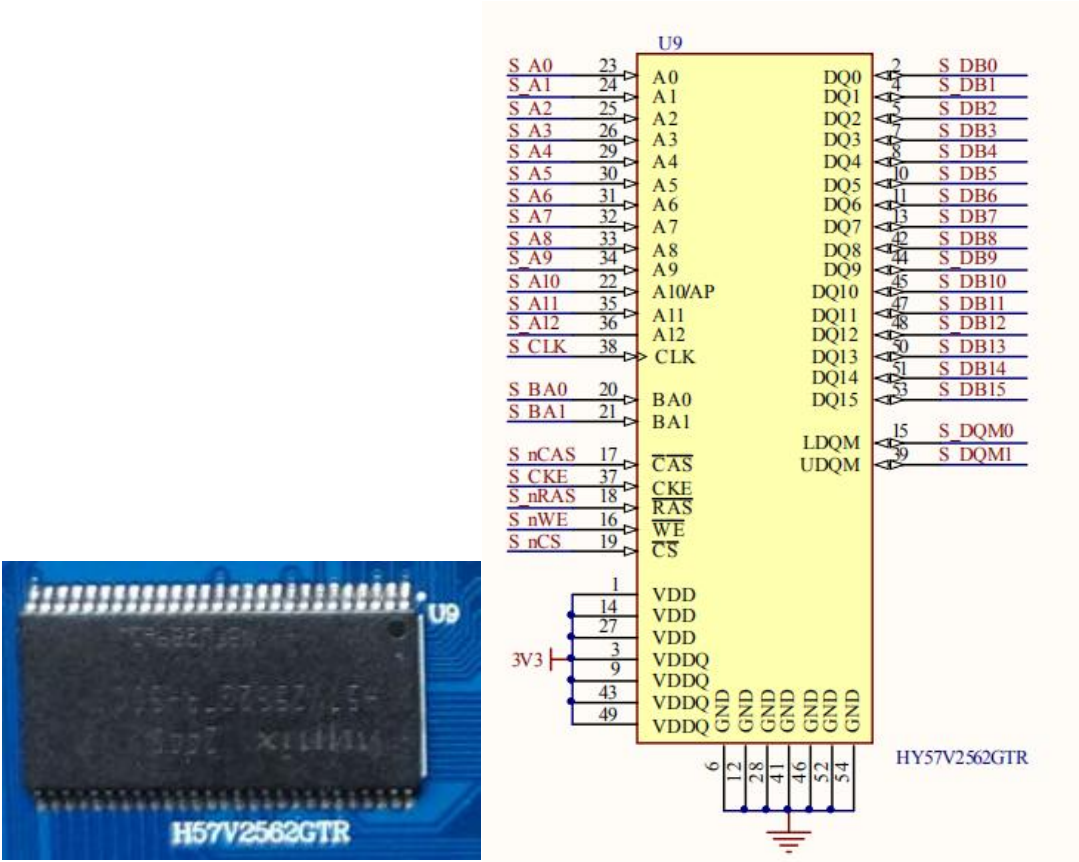 U9
S_A0 23 A0 DQ0 2 S_DB0
S_A1 24 A1 DQ1 4 S_DB1
S_A2 25 A2 DQ2 5 S_DB2
S_A3 26 A3 DQ3 7 S_DB3
S_A4 29 A4 DQ4 8 S_DB4
S_A5 30 A5 DQ5 10 S_DB5
S_A6 31 A6 DQ6 11 S_DB6
S_A7 32 A7 DQ7 13 S_DB7
S_A8 33 A8 DQ8 42 S_DB8
S_A9 34 A9 DQ9 44 S_DB9
S_A10 22 A10/AP DQ10 45 S_DB10
S_A11 35 A11 DQ11 47 S_DB11
S_A12 36 A12 DQ12 48 S_DB12
S_CLK 38 CLK DQ13 50 S_DB13
DQ14 51 S_DB14
S_BA0 20 BA0 DQ15 53 S_DB15
S_BA1 21 BA1
LDQM 15 S_DQM0
S_nCAS 17 CAS UDQM 39 S_DQM1
S_CKE 37 CKE
S_nRAS 18 RAS
S_nWE 16 WE
S_nCS 19 CS
1 VDD
14 VDD
27 VDD
3V3 3 VDDQ
9 VDDQ
43 VDDQ
49 VDDQ
GND GND GND GND GND GND GND
6 12 28 41 46 52 54
HY57V2562GTR
U9
H57V2562GTR